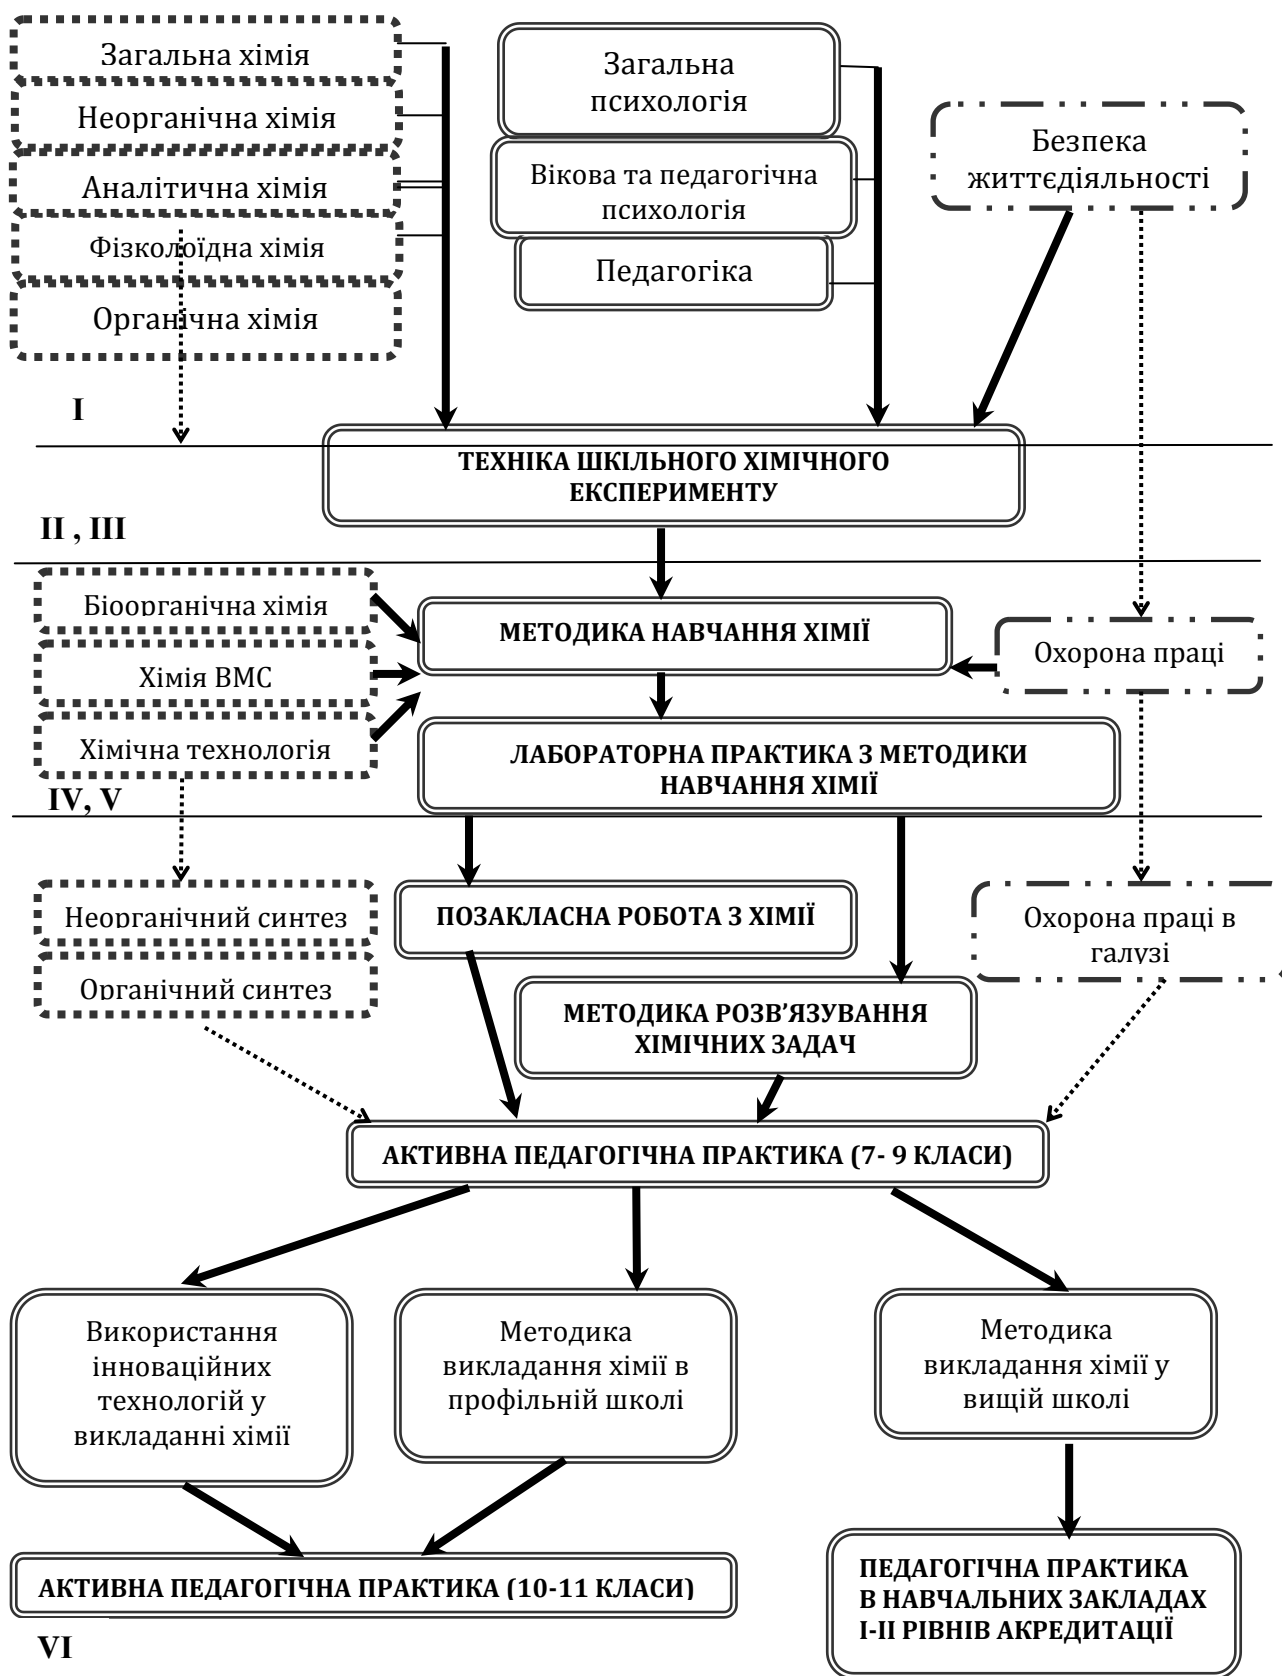 Загальна хімія
Неорганічна хімія
Аналітична хімія
Фізколоїдна хімія
Органічна хімія
Загальна
психологія
Вікова та педагогічна
психологія
Педагогіка
Безпека
життєдіяльності
I
ТЕХНІКА ШКІЛЬНОГО ХІМІЧНОГО
ЕКСПЕРИМЕНТУ
II , III
Біоорганічна хімія
Хімія ВМС
Хімічна технологія
МЕТОДИКА НАВЧАННЯ ХІМІЇ
Охорона праці
ЛАБОРАТОРНА ПРАКТИКА З МЕТОДИКИ
НАВЧАННЯ ХІМІЇ
IV, V
Неорганічний синтез
Органічний синтез
ПОЗАКЛАСНА РОБОТА З ХІМІЇ
Охорона праці в
галузі
МЕТОДИКА РОЗВ'ЯЗУВАННЯ
ХІМІЧНИХ ЗАДАЧ
АКТИВНА ПЕДАГОГІЧНА ПРАКТИКА (7- 9 КЛАСИ)
Використання
інноваційних
технологій у
викладанні хімії
Методика
викладання хімії в
профільній школі
Методика
викладання хімії у
вищій школі
АКТИВНА ПЕДАГОГІЧНА ПРАКТИКА (10-11 КЛАСИ)
ПЕДАГОГІЧНА ПРАКТИКА
В НАВЧАЛЬНИХ ЗАКЛАДАХ
І-ІІ РІВНІВ АКРЕДИТАЦІЇ
VI